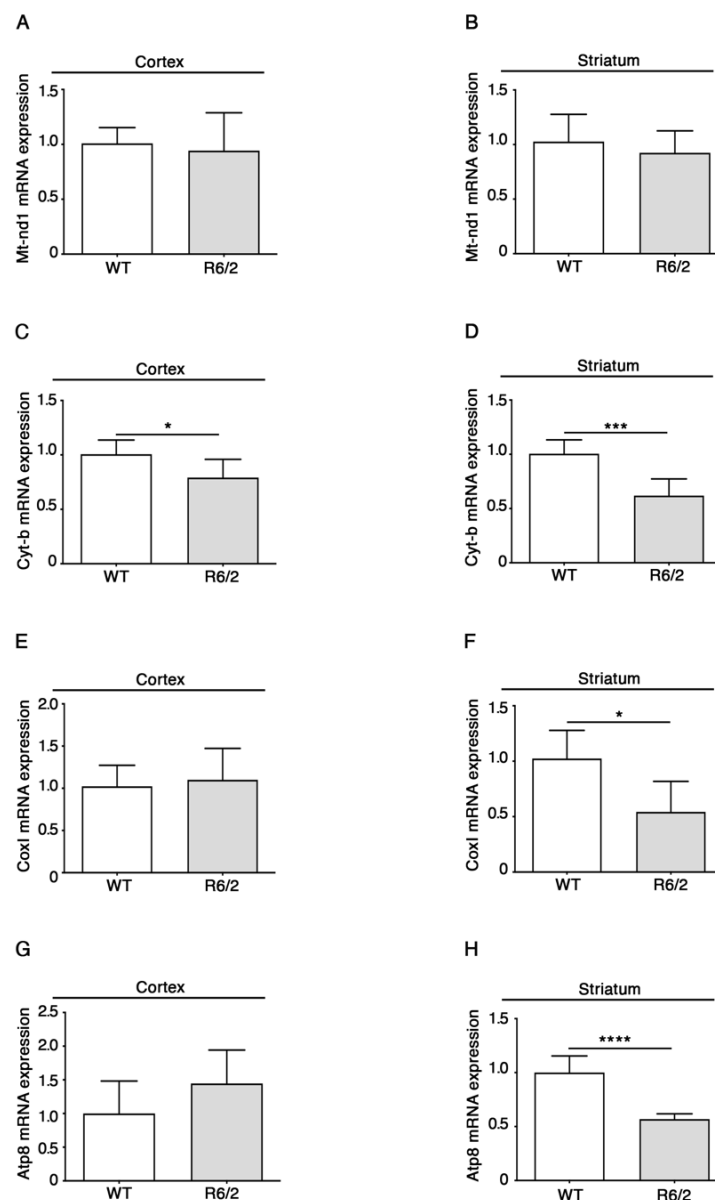 A
Cortex
Mt-nd1 mRNA expression
1.5
1.0
0.5
0
WT R6/2
B
Striatum
Mt-nd1 mRNA expression
1.5
1.0
0.5
0
WT R6/2
C
Cortex
Cyt-b mRNA expression
1.5
1.0
0.5
0
*
WT R6/2
D
Striatum
Cyt-b mRNA expression
1.5
1.0
0.5
0
***
WT R6/2
E
Cortex
CoxI mRNA expression
2.0
1.5
1.0
0.5
0
WT R6/2
F
Striatum
CoxI mRNA expression
1.5
1.0
0.5
0
*
WT R6/2
G
Cortex
Atp8 mRNA expression
2.5
2.0
1.5
1.0
0.5
0
WT R6/2
H
Striatum
Atp8 mRNA expression
1.5
1.0
0.5
0
****
WT R6/2